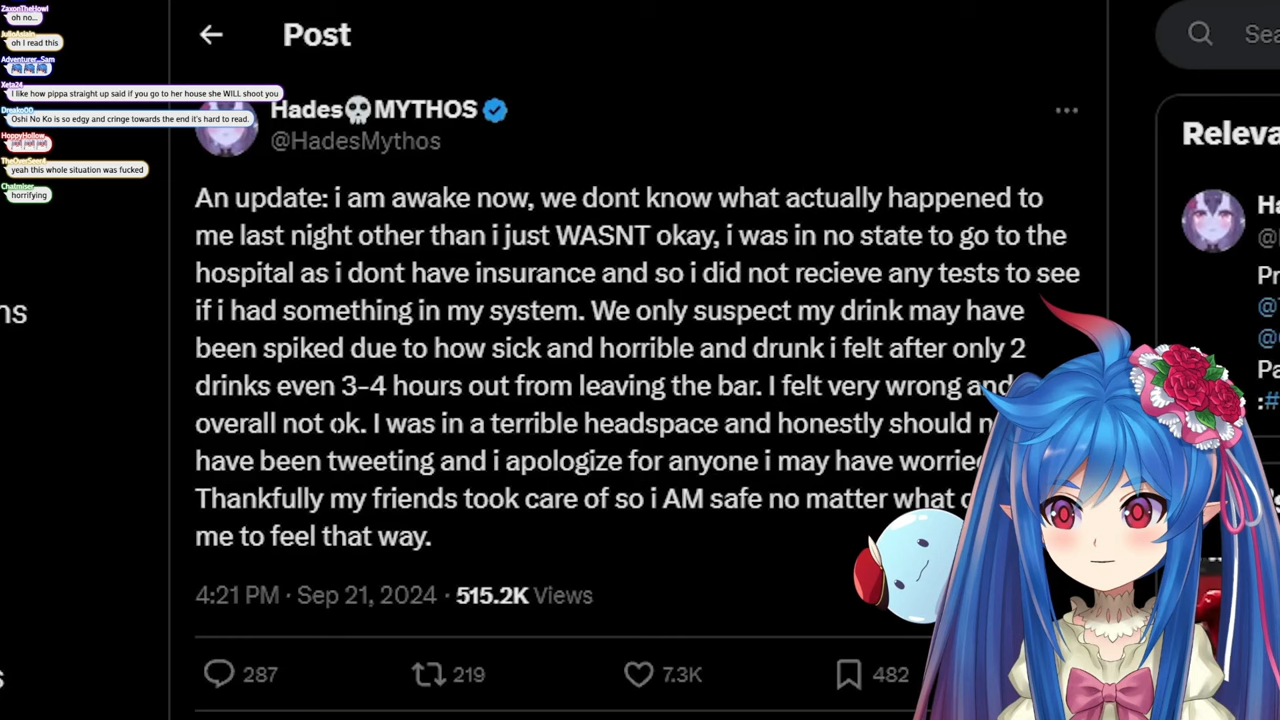 ZaxonTheHowl
oh no...
oh I read this
Adventurer_Sam
Xeta24
I like how pippa straight up said if you go to her house she WILL shoot you
Dreako00
Oshi No Ko is so edgy and cringe towards the end it's hard to read.
HoppyHollow
TheOverSeer4
yeah this whole situation was fucked
Chatmiser
horrifying
Post
Hades💀MYTHOS
@HadesMythos
An update: i am awake now, we dont know what actually happened to
me last night other than i just WASNT okay, i was in no state to go to the
hospital as i dont have insurance and so i did not recieve any tests to see
if i had something in my system. We only suspect my drink may have
been spiked due to how sick and horrible and drunk i felt after only 2
drinks even 3-4 hours out from leaving the bar. I felt very wrong and
overall not ok. I was in a terrible headspace and honestly should n
have been tweeting and i apologize for anyone i may have worried
Thankfully my friends took care of so i AM safe no matter what c
me to feel that way.
4:21 PM · Sep 21, 2024 · 515.2K Views
287 219 7.3K 482
Sea
Releva
Ha
@
Pr
@
@
Pa
:#
ns
s